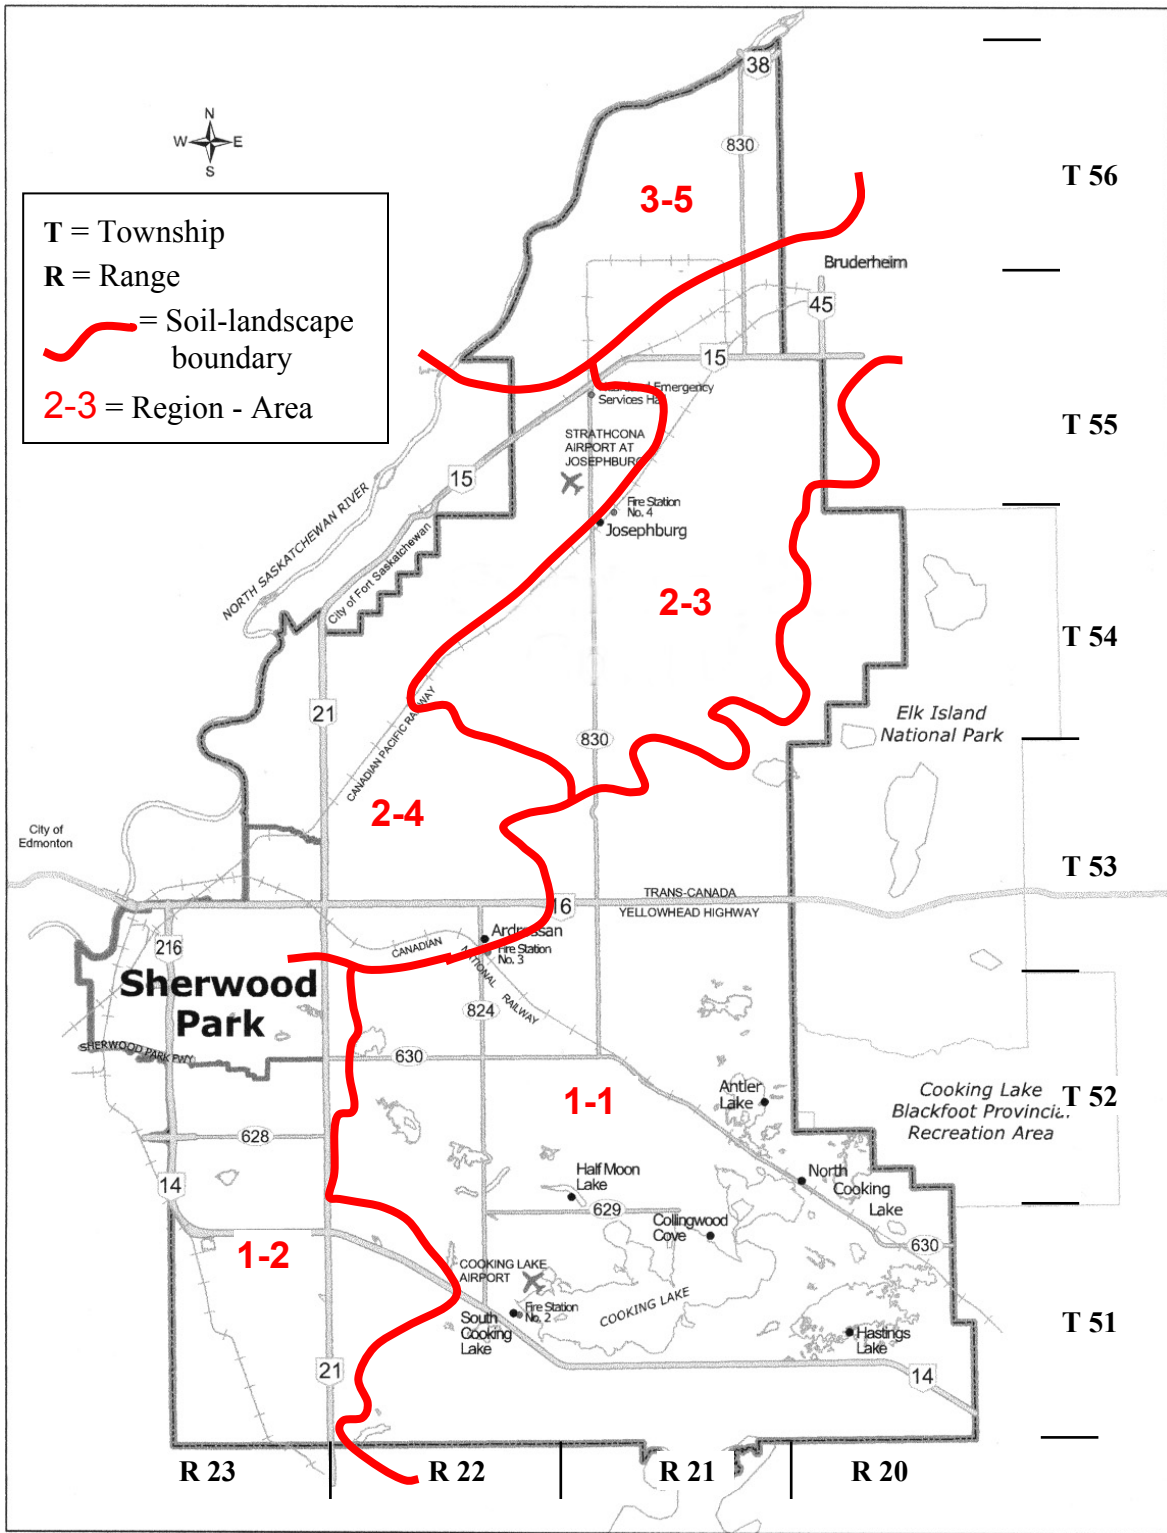 38
N
W E
S
830
T 56
3-5
T = Township
R = Range
= Soil-landscape
boundary
2-3 = Region - Area
Bruderheim
45
15
Emergency
Services
STRATHCONA
AIRPORT AT
JOSEPHBURG
T 55
15
Fire Station
No. 4
Josephburg
NORTH SASKATCHEWAN RIVER
City of Fort Saskatchewan
2-3
T 54
21
CANADIAN PACIFIC RAILWAY
830
Elk Island
National Park
2-4
City of
Edmonton
T 53
TRANS-CANADA
16
YELLOWHEAD HIGHWAY
216
Ardrossan
CANADIAN NATIONAL RAILWAY
Fire Station
No. 3
Sherwood
Park
824
SHERWOOD PARK PWY
630
1-1
Antler
Lake
Cooking Lake
Blackfoot Provincial
Recreation Area
T 52
628
14
Half Moon
Lake
North
Cooking
Lake
629
Collingwood
Cove
630
1-2
COOKING LAKE
AIRPORT
COOKING LAKE
Fire Station
No. 2
South
Cooking
Lake
Hastings
Lake
T 51
21
14
R 23
R 22
R 21
R 20